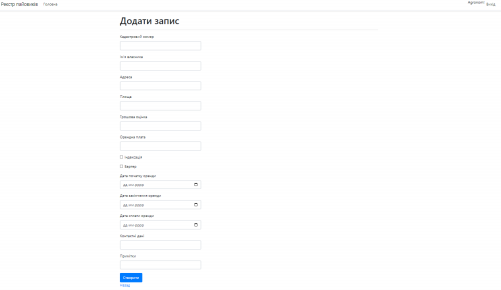 Реєстр пайовиків Головна
Вихід
Додати запис
Кадастровий номер
Ім'я власника
Адреса
Площа
Грошова оцінка
Орендна плата
Індексація
Бартер
Дата початку оренди
дд.мм.рррр
Дата закінчення оренди
дд.мм.рррр
Дата оплати оренди
дд.мм.рррр
Контактні дані
Примітки
Створити
Назад